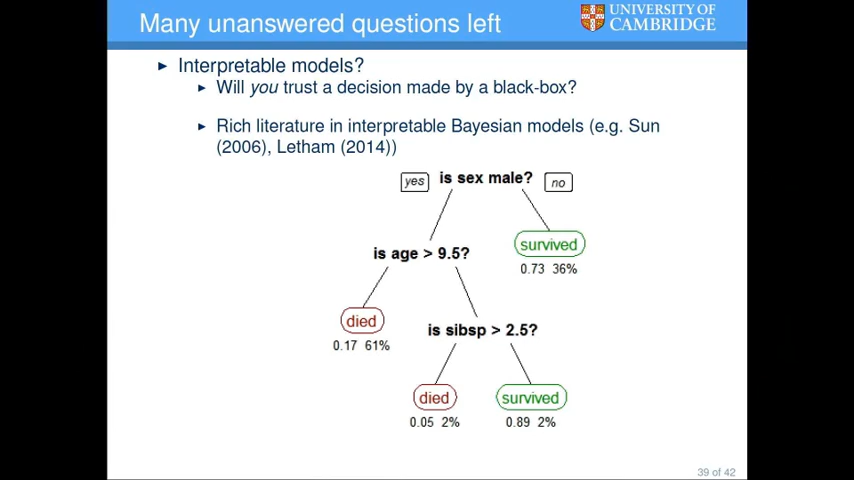 Many unanswered questions left
UNIVERSITY OF
CAMBRIDGE
Interpretable models?
Will you trust a decision made by a black-box?
Rich literature in interpretable Bayesian models (e.g. Sun
(2006), Letham (2014))
yes is sex male? no
survived
0.73 36%
is age > 9.5?
died
0.17 61%
is sibsp > 2.5?
died survived
0.05 2% 0.89 2%
39 of 42